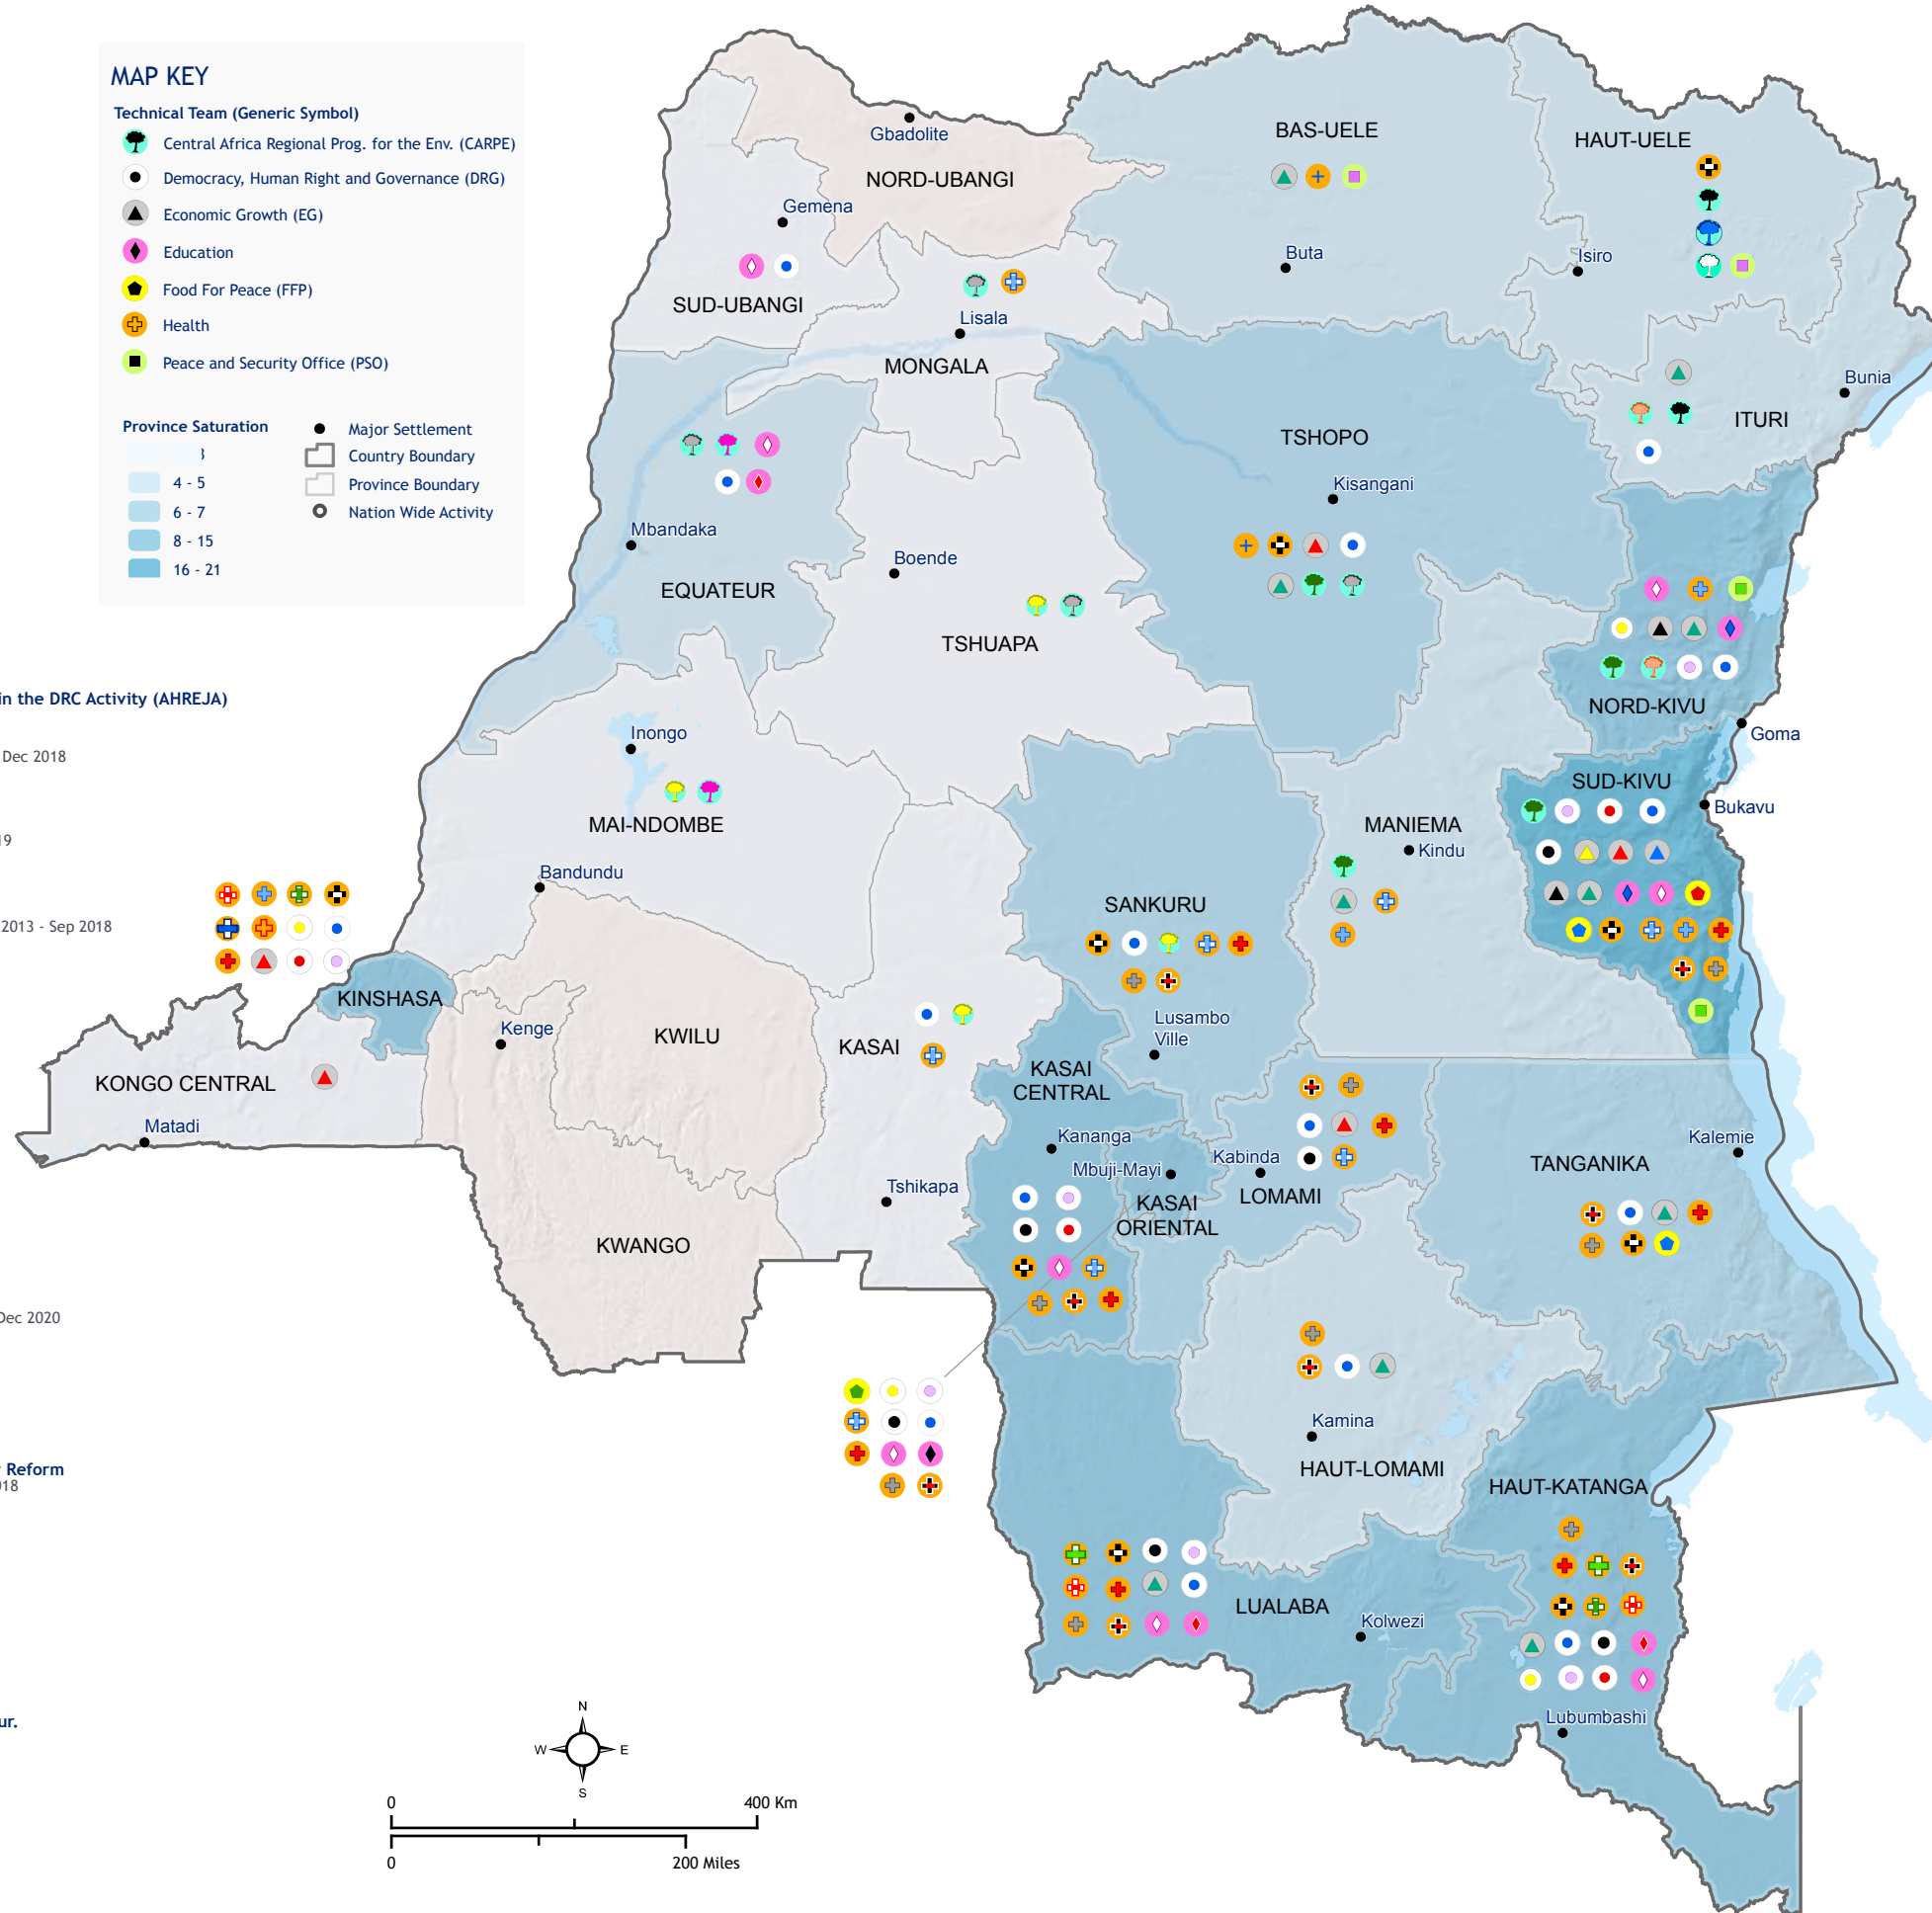 MAP KEY
Technical Team (Generic Symbol)
Central Africa Regional Prog. for the Env. (CARPE)
Democracy, Human Right and Governance (DRG)
Economic Growth (EG)
Education
Food For Peace (FFP)
Health
Peace and Security Office (PSO)
Province Saturation
4 - 5
6 - 7
8 - 15
16 - 21
Major Settlement
Country Boundary
Province Boundary
Nation Wide Activity
in the DRC Activity (AHREJA)
Dec 2018
19
2013 - Sep 2018
Dec 2020
Reform
018
ur.
Gbadolite
NORD-UBANGI
Gemena
SUD-UBANGI
Lisala
MONGALA
BAS-UELE
Buta
HAUT-UELE
Isiro
Bunia
ITURI
TSHOPO
Kisangani
Mbandaka
EQUATEUR
Boende
TSHUAPA
NORD-KIVU
Goma
Inongo
MAI-NDOMBE
Bandundu
SUD-KIVU
Bukavu
MANIEMA
Kindu
SANKURU
Lusambo
Ville
KINSHASA
Kenge
KWILU
KASAI
KASAI
CENTRAL
KONGO CENTRAL
Matadi
Kananga
Mbuji-Mayi
Kabinda
Tshikapa
KASAI
ORIENTAL
LOMAMI
Kalemie
TANGANIKA
KWANGO
Kamina
HAUT-LOMAMI
HAUT-KATANGA
LUALABA
Kolwezi
Lubumbashi
N
W
E
S
0
400 Km
0
200 Miles